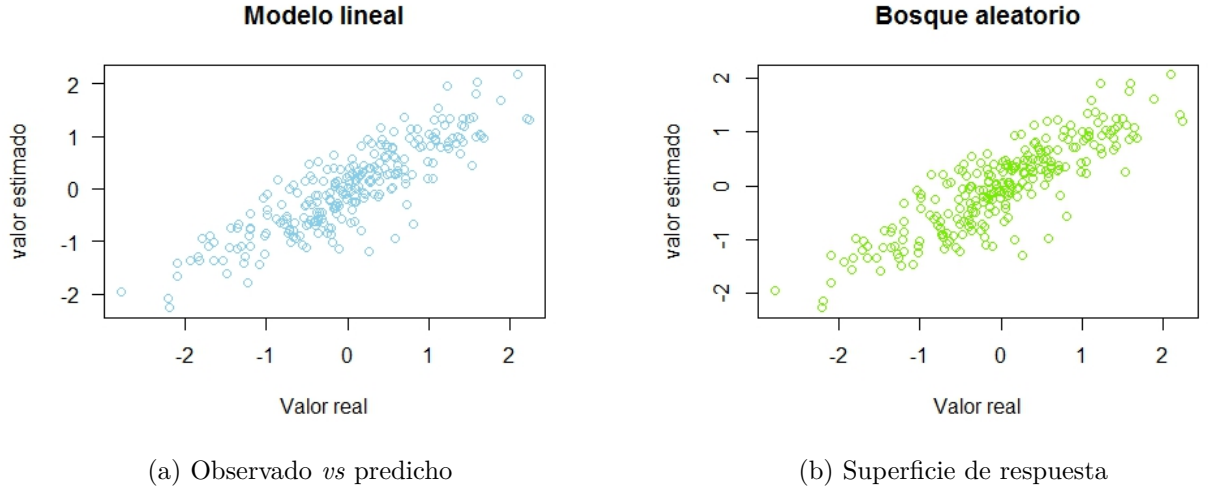 Modelo lineal
valor estimado
2
1
0
-1
-2
-2 -1 0 1 2
Valor real
(a) Observado vs predicho
Bosque aleatorio
valor estimado
2
1
0
-1
-2
-2 -1 0 1 2
Valor real
(b) Superficie de respuesta